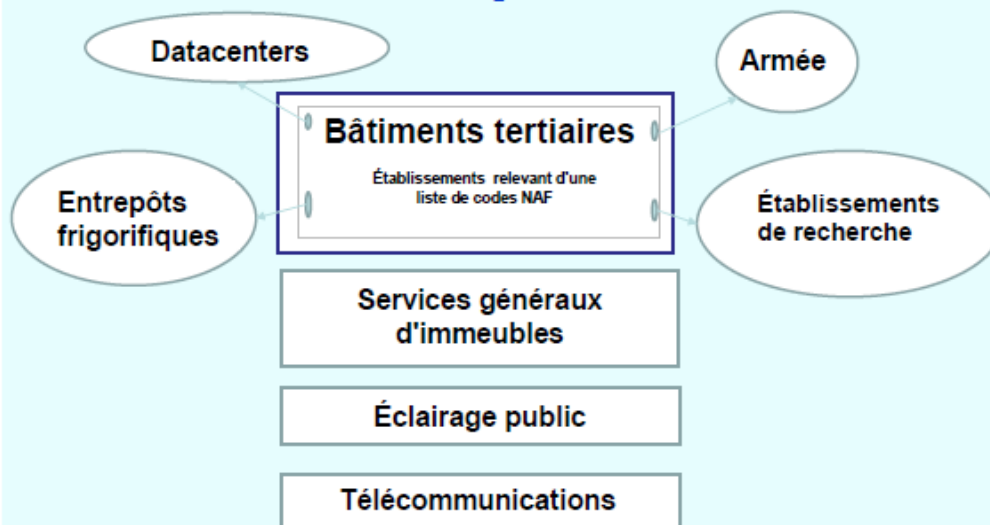 Datacenters
Armée
Bâtiments tertiaires
Établissements relevant d'une
liste de codes NAF
Entrepôts
frigorifiques
Établissements
de recherche
Services généraux
d'immeubles
Éclairage public
Télécommunications